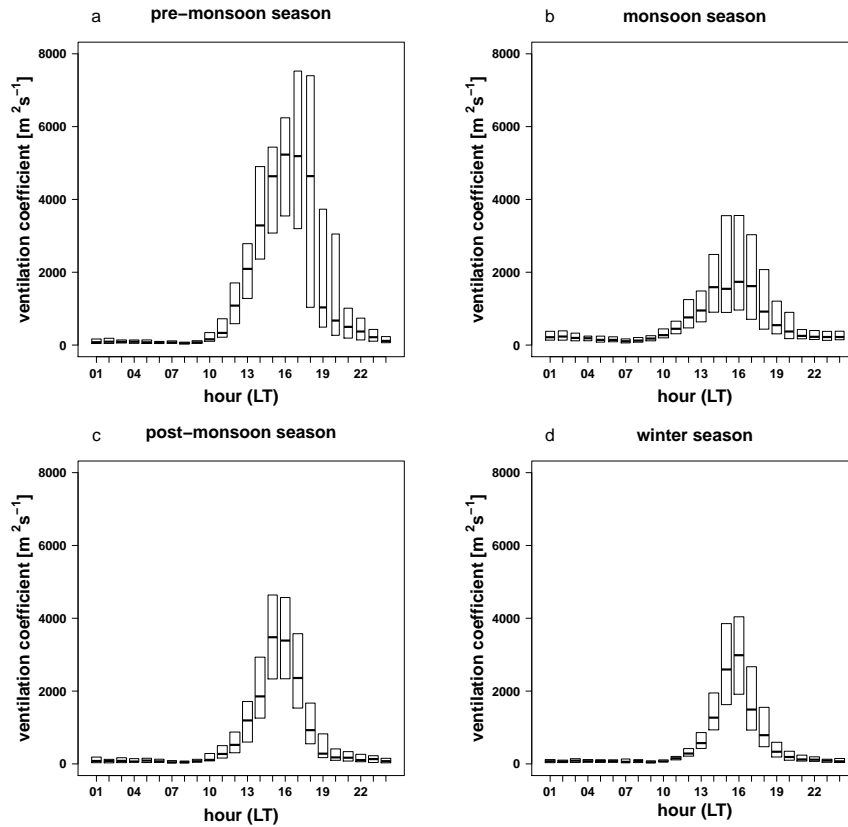 a pre−monsoon season
ventilation coefficient [m 2s−1]
8000
6000
4000
2000
0
01 04 07 10 13 16 19 22
hour (LT)
b monsoon season
ventilation coefficient [m 2s−1]
8000
6000
4000
2000
0
01 04 07 10 13 16 19 22
hour (LT)
c post−monsoon season
ventilation coefficient [m 2s−1]
8000
6000
4000
2000
0
01 04 07 10 13 16 19 22
hour (LT)
d winter season
ventilation coefficient [m 2s−1]
8000
6000
4000
2000
0
01 04 07 10 13 16 19 22
hour (LT)